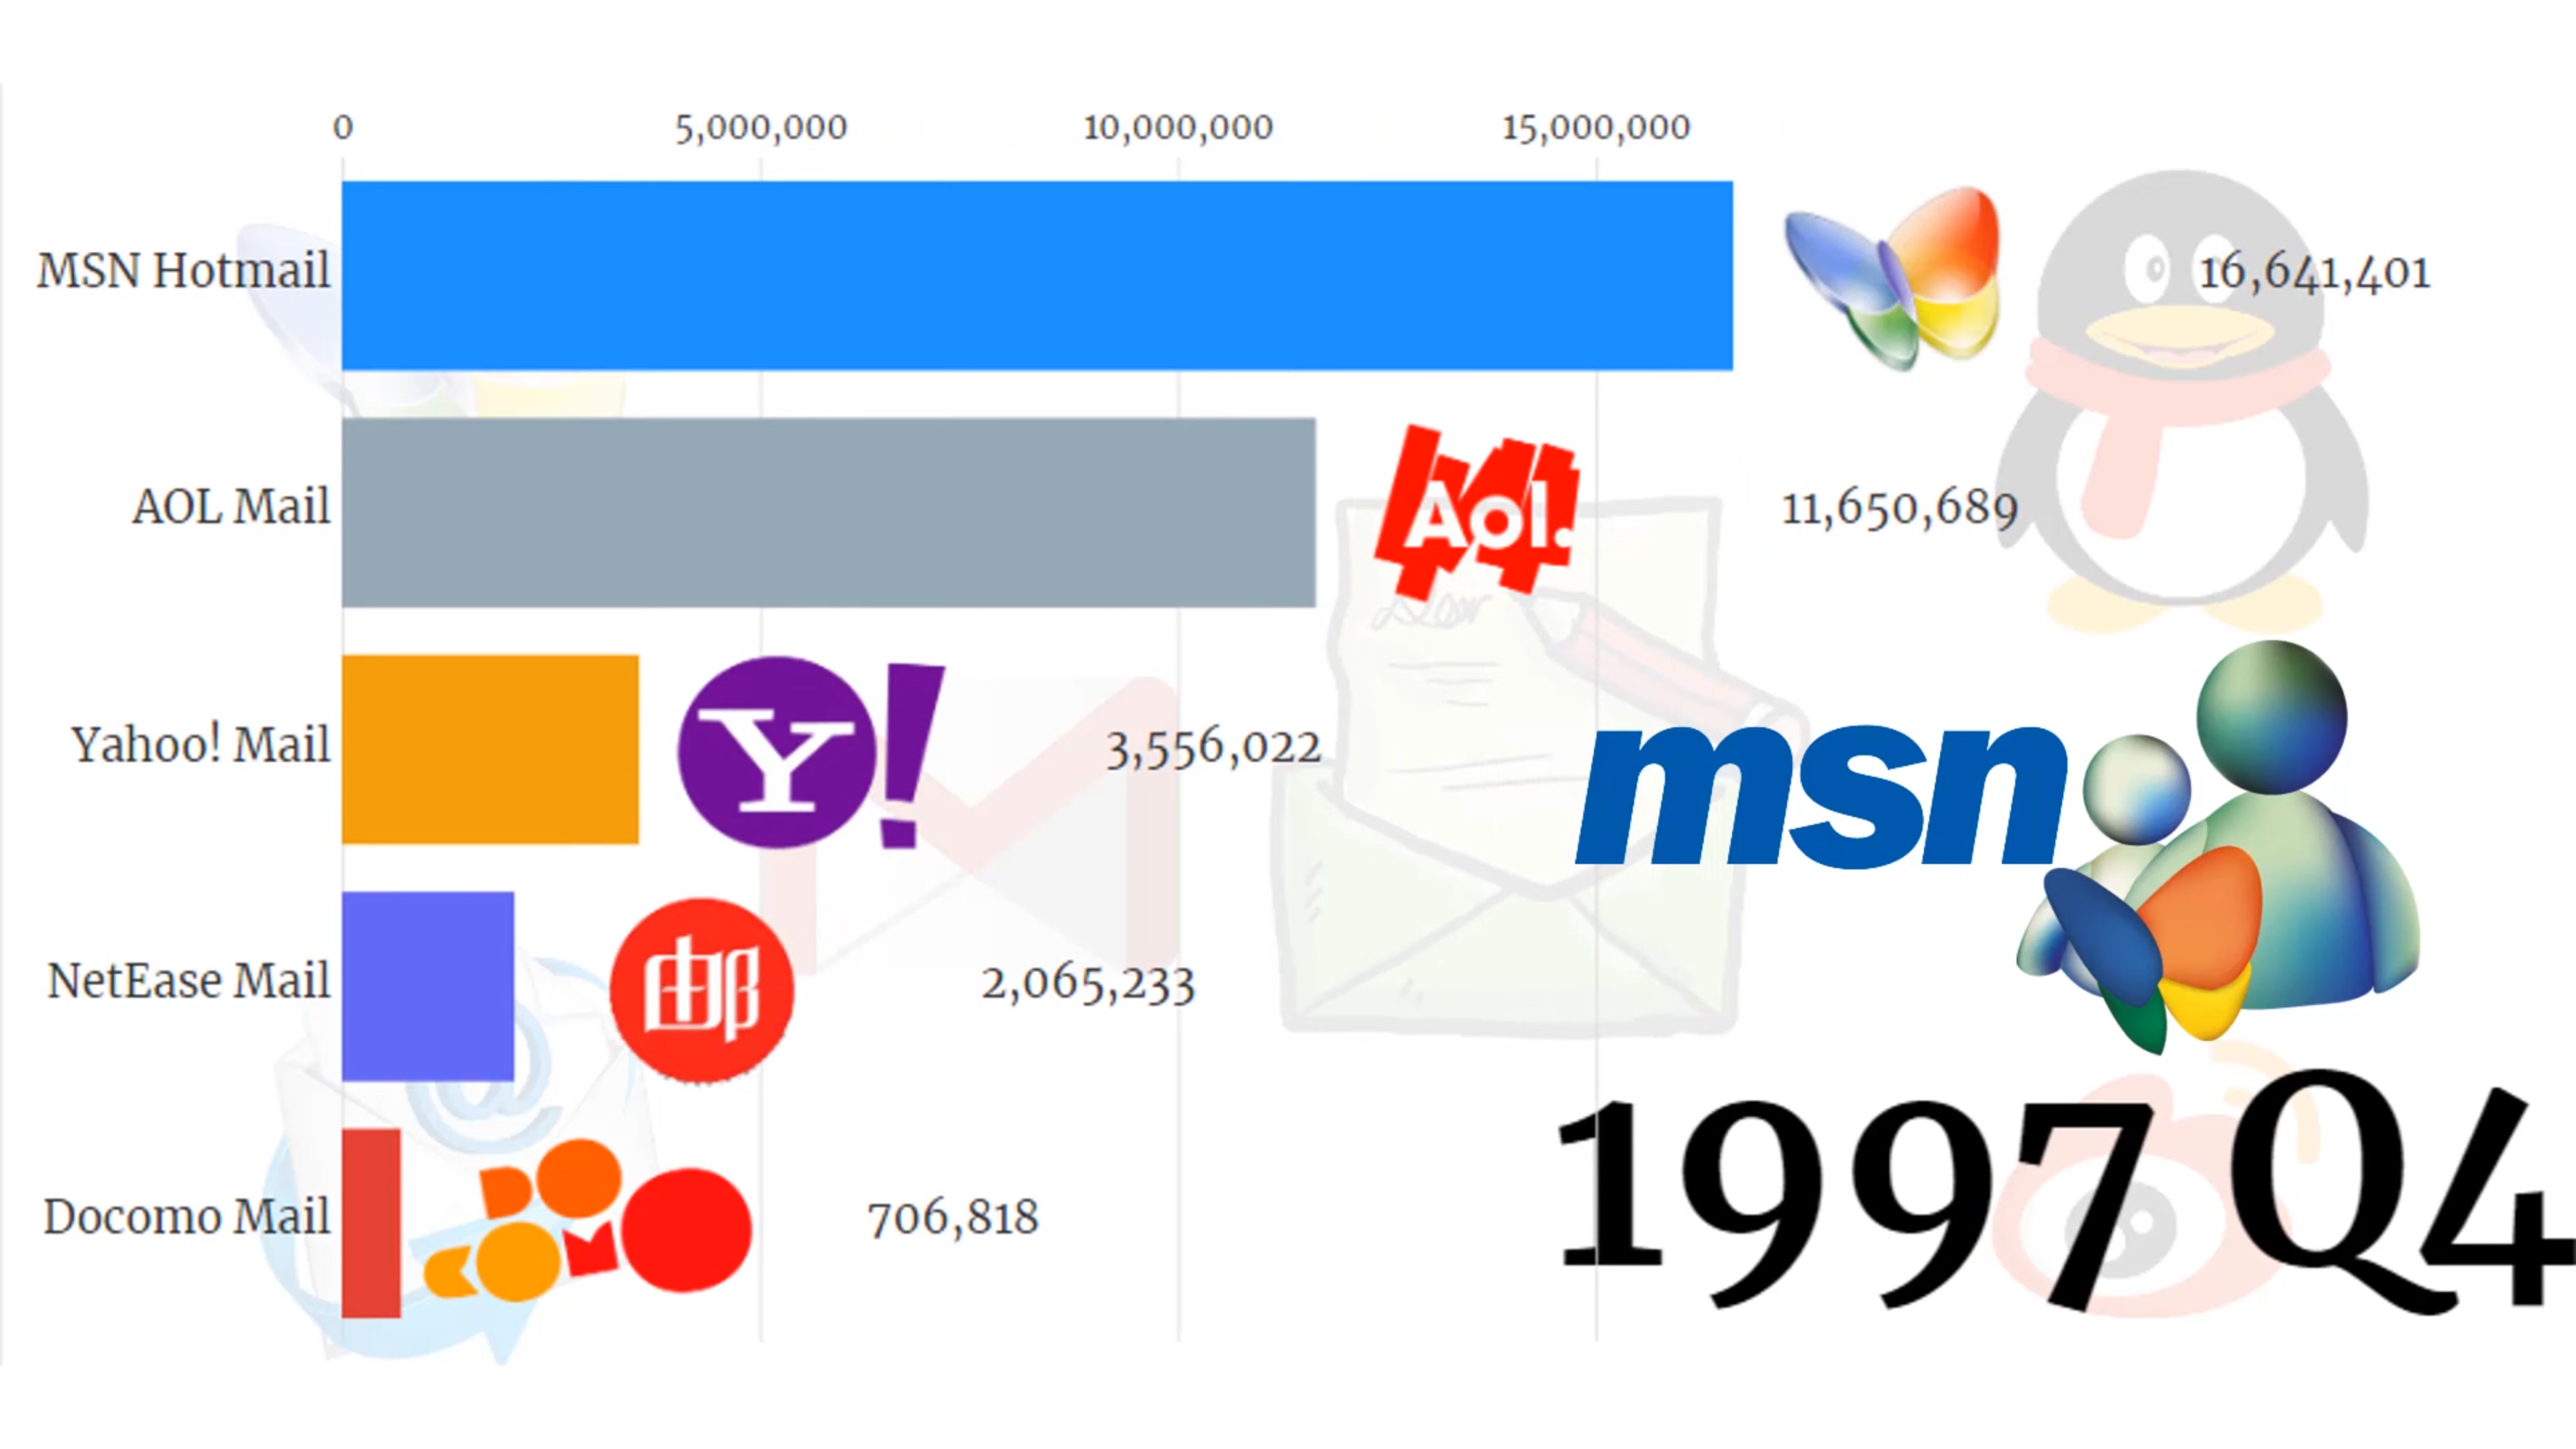 0 5,000,000 10,000,000 15,000,000
MSN Hotmail 16,641,401
AOL Mail Aol. 11,650,689
Dear
Yahoo! Mail Y! 3,556,022
msn
NetEase Mail 邮 2,065,233
@
Docomo Mail 706,818
1997 Q4